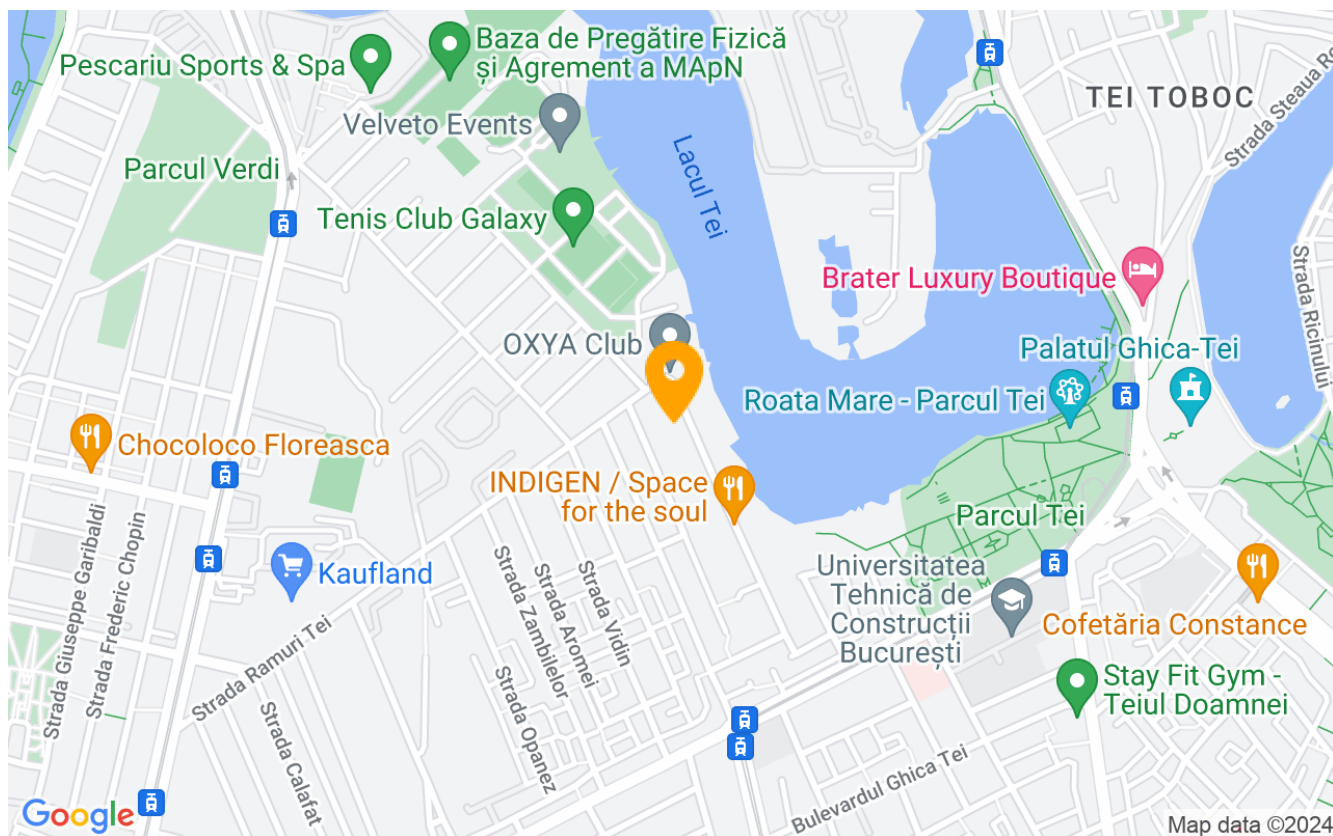 Baza de Pregătire Fizică
și Agrement a MApN
Pescariu Sports & Spa
TEI TOBOC
Strada Steaua Ro
Velveto Events
Lacul Tei
Parcul Verdi
Tenis Club Galaxy
Brater Luxury Boutique
Strada Ricinului
OXYA Club
Palatul Ghica-Tei
Roata Mare - Parcul Tei
Chocoloco Floreasca
INDIGEN / Space
for the soul
Parcul Tei
Strada Giuseppe Garibaldi
Strada Frederic Chopin
Kaufland
Strada Zambilelor
Strada Aromei
Strada Vidin
Universitatea
Tehnică de
Construcții
București
Cofetăria Constance
Strada Ramuri Tei
Stay Fit Gym -
Teiul Doamnei
Strada Opanez
Strada Calafat
Bulevardul Ghica Tei
Google
Map data ©2024